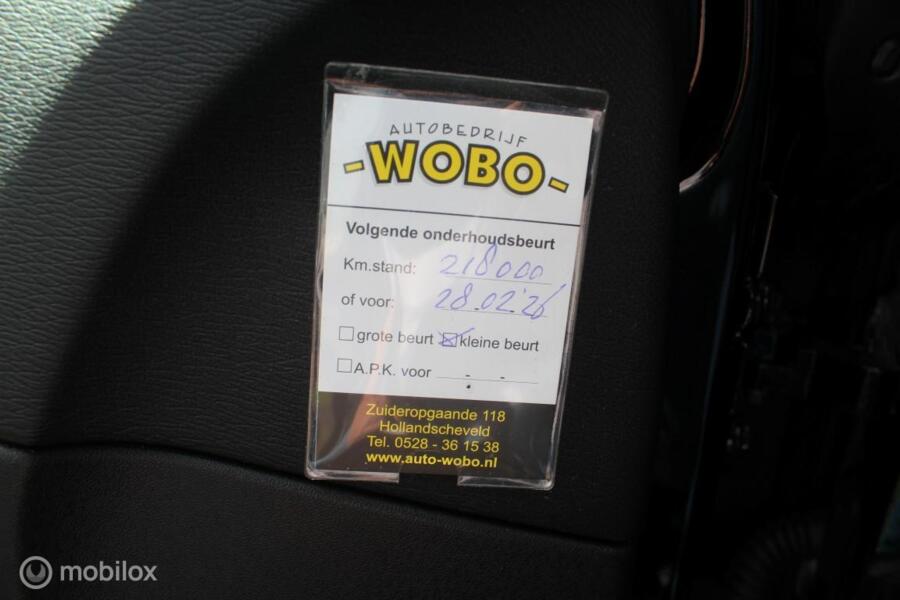 AUTOBEDRIJF
-WOBO-
Volgende onderhoudsbeurt
Km.stand: 218000
of voor: 28.02.'26
grote beurt kleine beurt
A.P.K. voor - -
Zuideropgaande 118
Hollandscheveld
Tel. 0528 - 36 15 38
www.auto-wobo.nl
mobilox